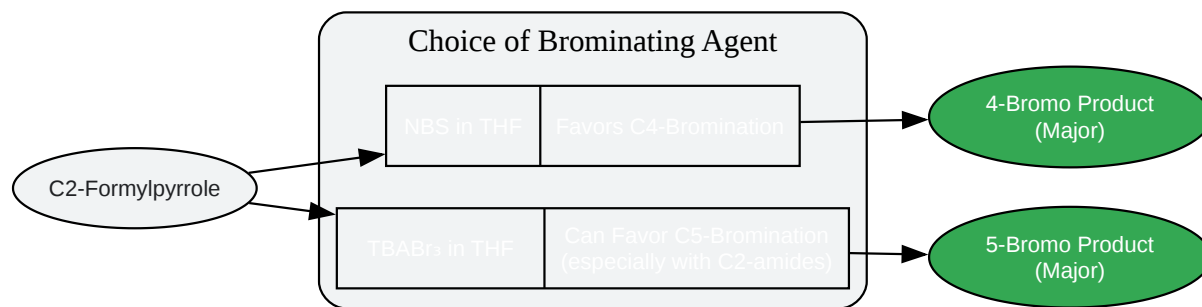 Choice of Brominating Agent
C2-Formylpyrrole
NBS in THF
Favors C4-Bromination
4-Bromo Product
(Major)
TBABr₃ in THF
Can Favor C5-Bromination
(especially with C2-amides)
5-Bromo Product
(Major)